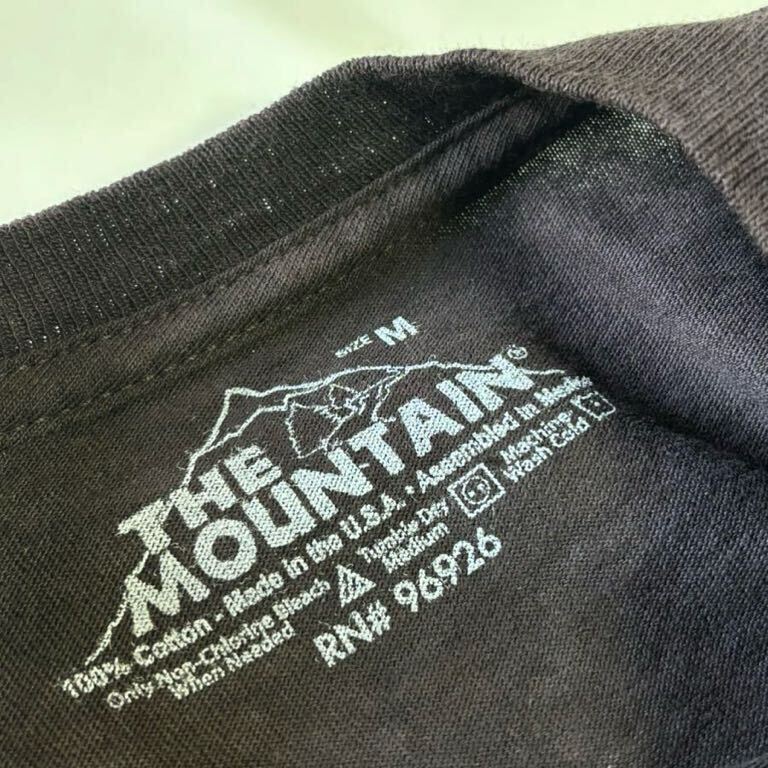 SIZE M
THE
MOUNTAIN®
100% Cotton - Made in the U.S.A. · Assembled in Mexico
Only Non-Chlorine Bleach
When Needed
Tumble Dry
Medium
Machine
Wash Cold
RN# 96926